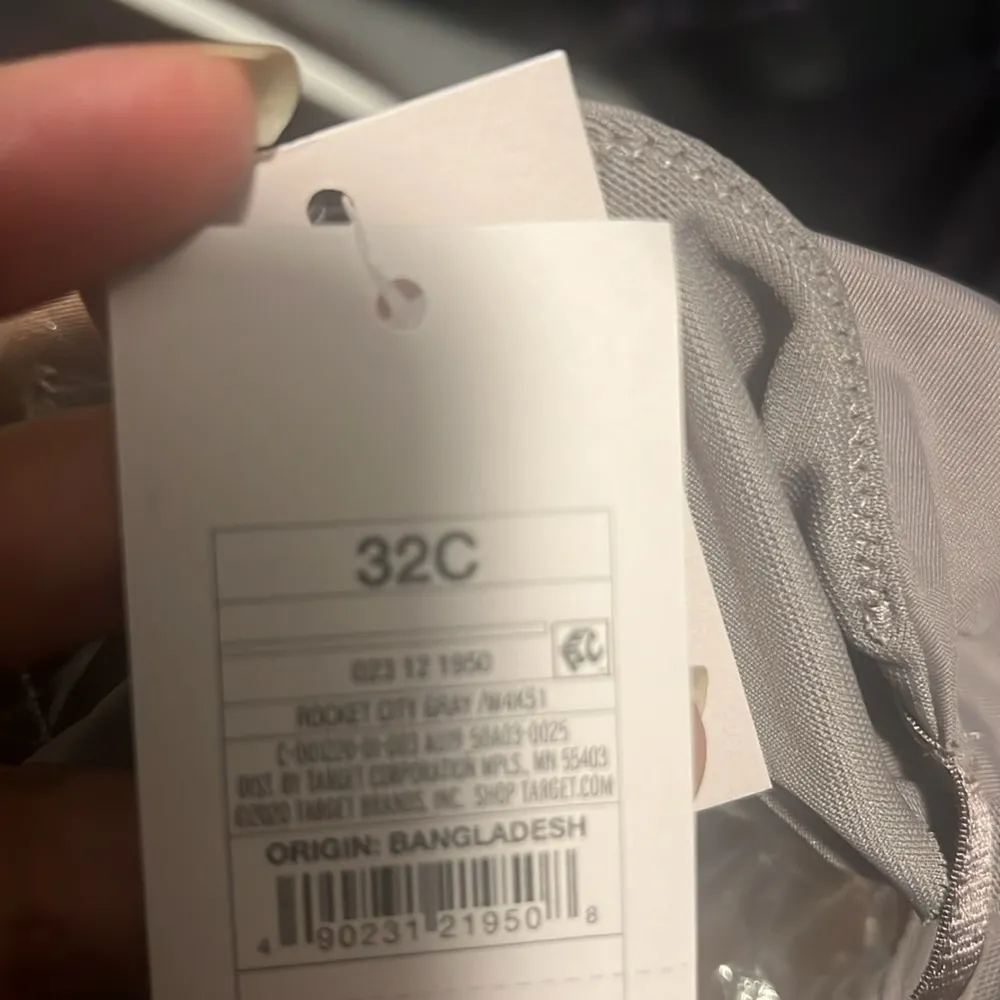 32C
023 12 1950
ROCKET CITY GRAY /W4X51
DIST. BY TARGET CORPORATION MPLS, MN 55403
©2020 TARGET BRANDS, INC. SHOP TARGET.COM
ORIGIN: BANGLADESH
4 90231 21950 8